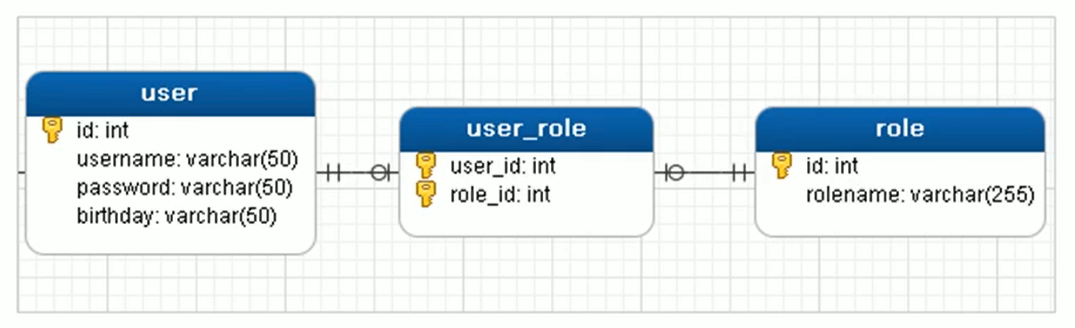 user
id: int
username: varchar(50)
password: varchar(50)
birthday: varchar(50)
user_role
user_id: int
role_id: int
role
id: int
rolename: varchar(255)